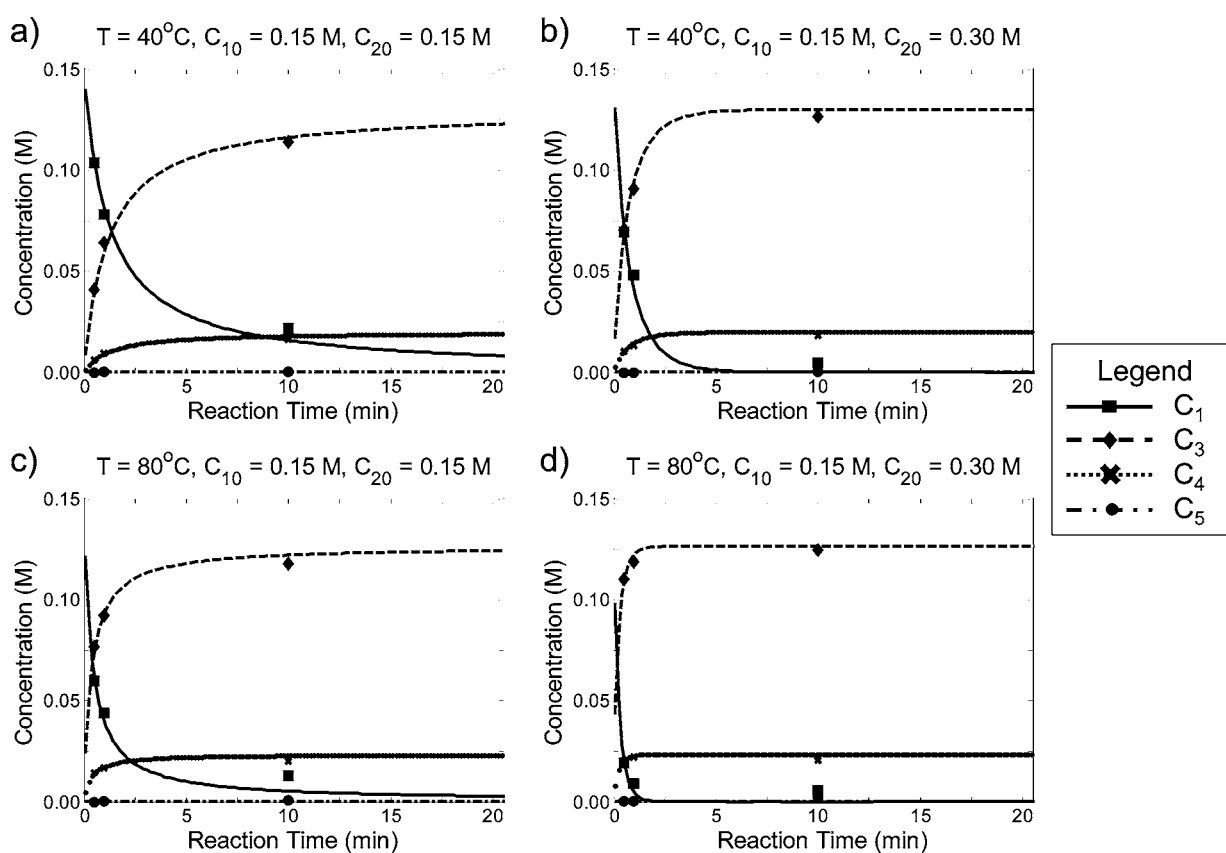 a)
T = 40°C, C10 = 0.15 M, C20 = 0.15 M
0.15
0.10
0.05
0.00
Concentration (M)
0 5 10 15 20
Reaction Time (min)
b)
T = 40°C, C10 = 0.15 M, C20 = 0.30 M
0.15
0.10
0.05
0.00
Concentration (M)
0 5 10 15 20
Reaction Time (min)
c)
T = 80°C, C10 = 0.15 M, C20 = 0.15 M
0.15
0.10
0.05
0.00
Concentration (M)
0 5 10 15 20
Reaction Time (min)
d)
T = 80°C, C10 = 0.15 M, C20 = 0.30 M
0.15
0.10
0.05
0.00
Concentration (M)
0 5 10 15 20
Reaction Time (min)
Legend
C1
C3
C4
C5